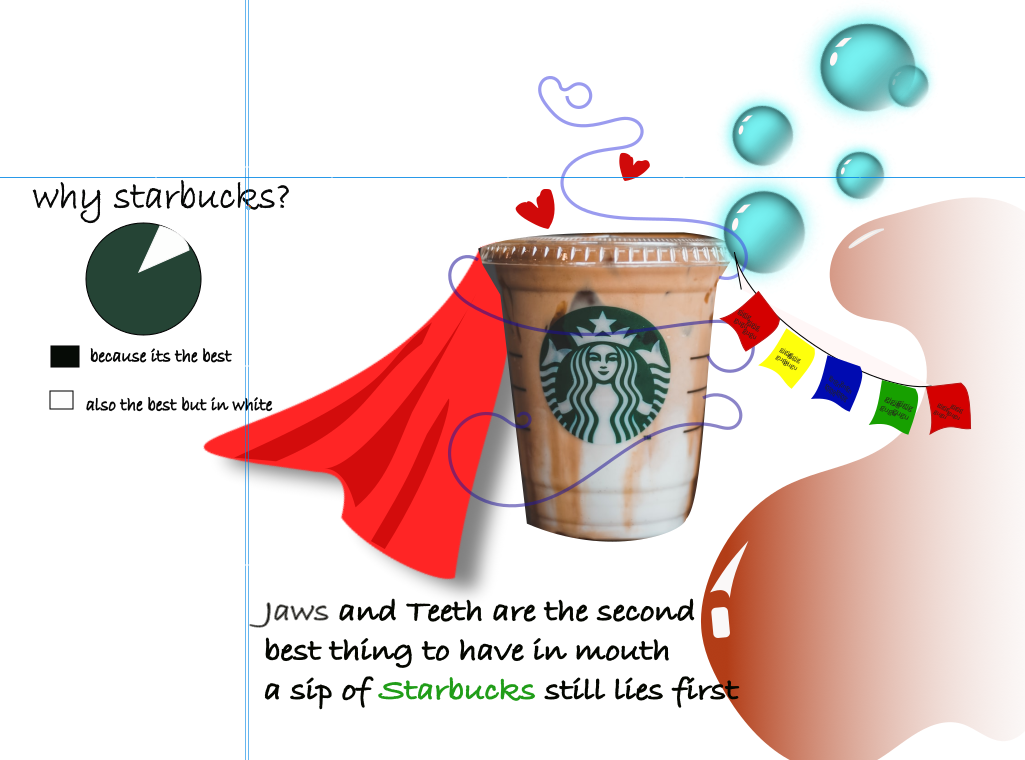 why starbucks?
because its the best
also the best but in white
Jaws and Teeth are the second
best thing to have in mouth
a sip of Starbucks still lies first